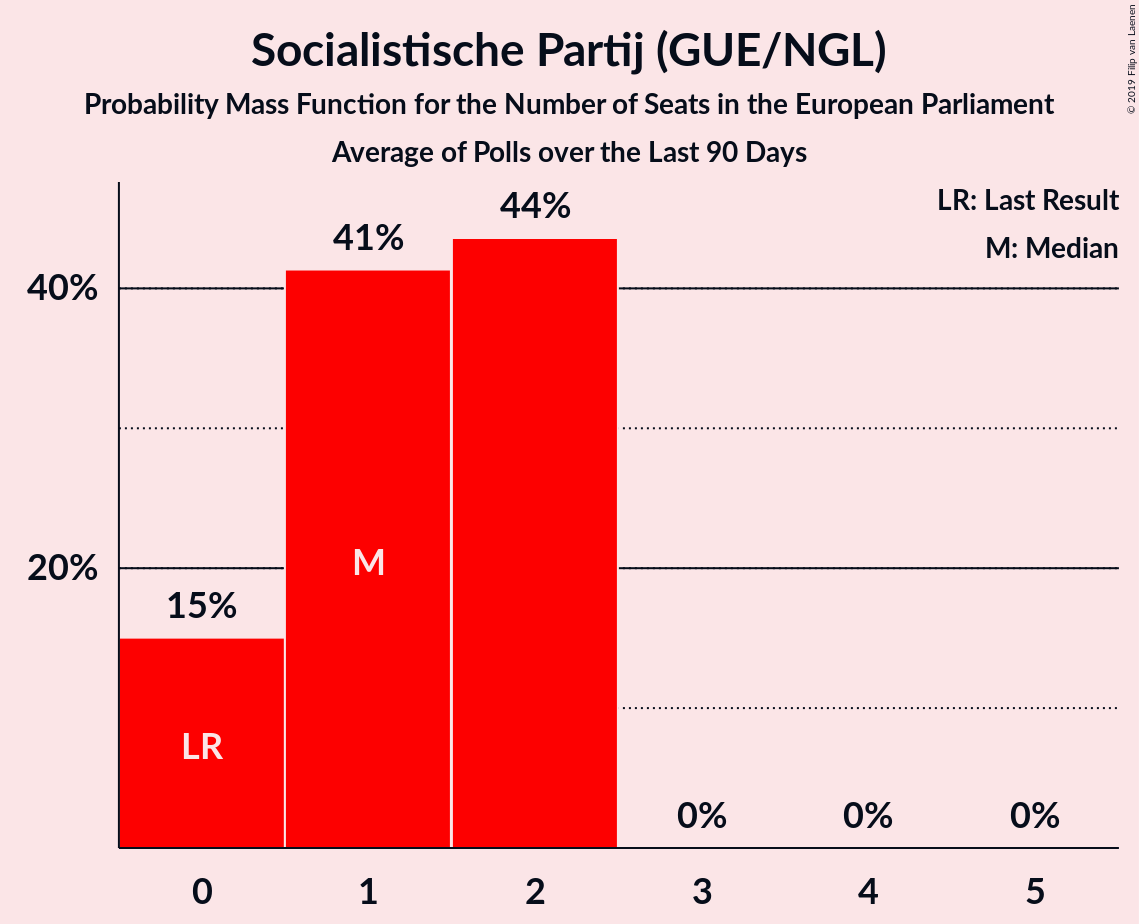 Socialistische Partij (GUE/NGL)
Probability Mass Function for the Number of Seats in the European Parliament
Average of Polls over the Last 90 Days
© 2019 Filip van Laenen
LR: Last Result
M: Median
44%
41%
40%
M
20%
15%
LR
0% 0% 0%
0 1 2 3 4 5